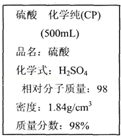 硫酸 化学纯(CP)
(500mL)
品名：硫酸
化学式：H₂SO₄
相对分子质量：98
密度：1.84g/cm³
质量分数：98%